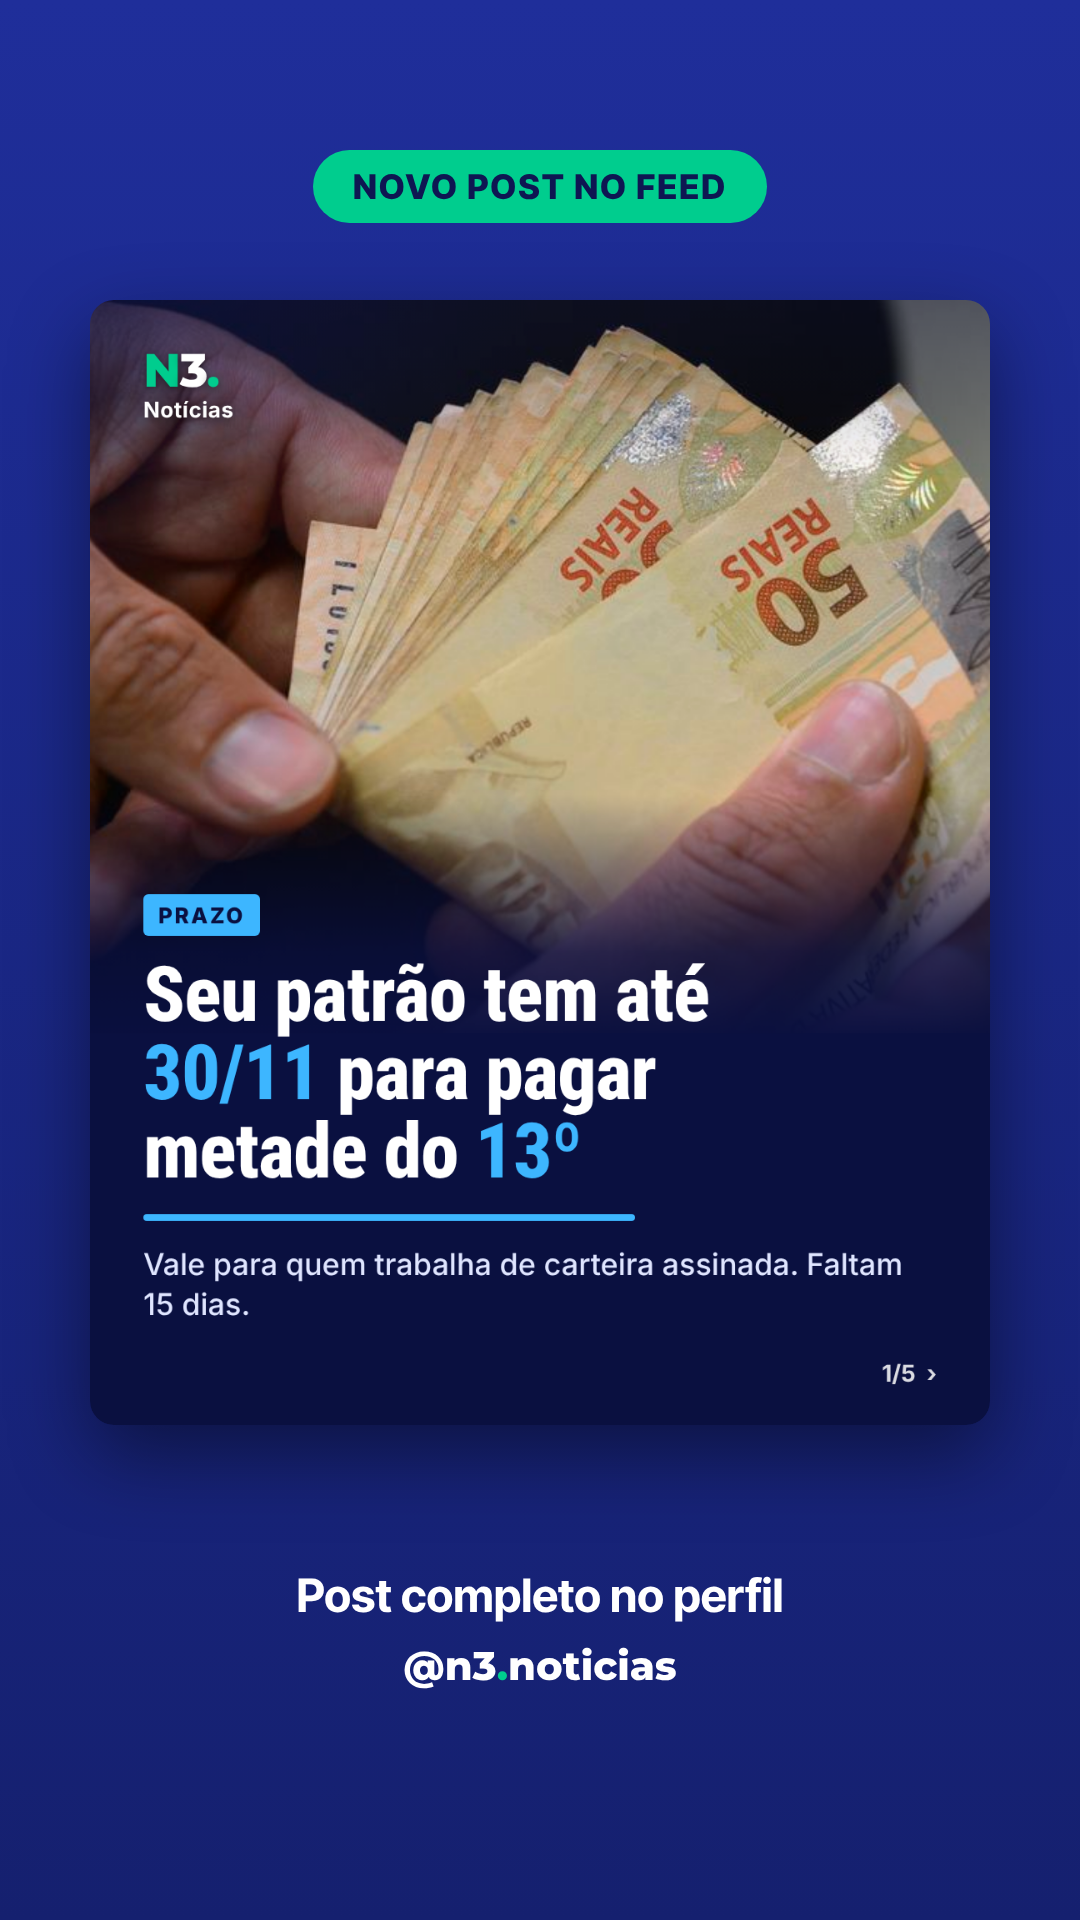 NOVO POST NO FEED
N3.
Notícias
REAIS
50
REAIS
50
REPUBLICA
PRAZO
Seu patrão tem até
30/11 para pagar
metade do 13º
Vale para quem trabalha de carteira assinada. Faltam
15 dias.
1/5 ›
Post completo no perfil
@n3.noticias